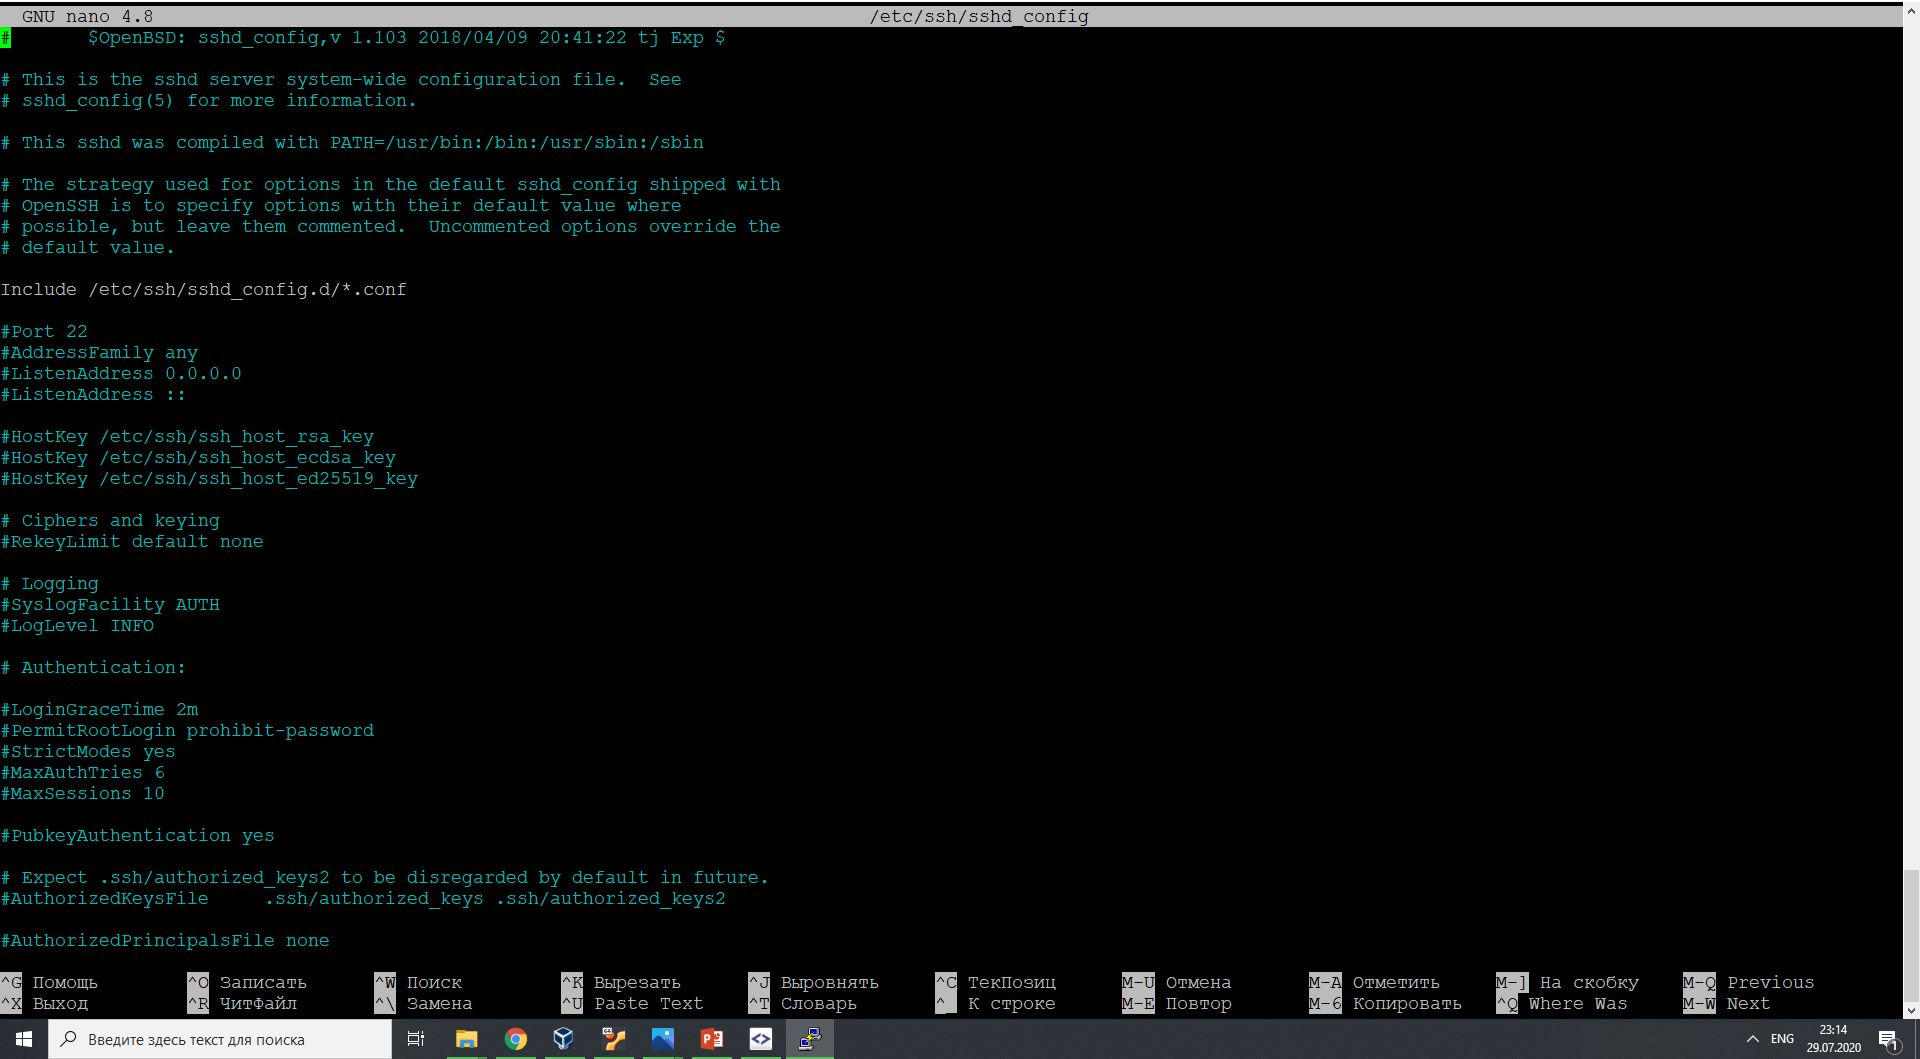 GNU nano 4.8 /etc/ssh/sshd_config
# $OpenBSD: sshd_config,v 1.103 2018/04/09 20:41:22 tj Exp $
# This is the sshd server system-wide configuration file. See
# sshd_config(5) for more information.
# This sshd was compiled with PATH=/usr/bin:/bin:/usr/sbin:/sbin
# The strategy used for options in the default sshd_config shipped with
# OpenSSH is to specify options with their default value where
# possible, but leave them commented. Uncommented options override the
# default value.
Include /etc/ssh/sshd_config.d/*.conf
#Port 22
#AddressFamily any
#ListenAddress 0.0.0.0
#ListenAddress ::
#HostKey /etc/ssh/ssh_host_rsa_key
#HostKey /etc/ssh/ssh_host_ecdsa_key
#HostKey /etc/ssh/ssh_host_ed25519_key
# Ciphers and keying
#RekeyLimit default none
# Logging
#SyslogFacility AUTH
#LogLevel INFO
# Authentication:
#LoginGraceTime 2m
#PermitRootLogin prohibit-password
#StrictModes yes
#MaxAuthTries 6
#MaxSessions 10
#PubkeyAuthentication yes
# Expect .ssh/authorized_keys2 to be disregarded by default in future.
#AuthorizedKeysFile .ssh/authorized_keys .ssh/authorized_keys2
#AuthorizedPrincipalsFile none
^G Помощь ^O Записать ^W Поиск ^K Вырезать ^J Выровнять ^C ТекПозиц M-U Отмена M-A Отметить M-] На скобку M-Q Previous
^X Выход ^R ЧитФайл ^\ Замена ^U Paste Text ^T Словарь ^_ К строке M-E Повтор M-6 Копировать ^Q Where Was M-W Next
Введите здесь текст для поиска
ENG
23:14
29.07.2020
1